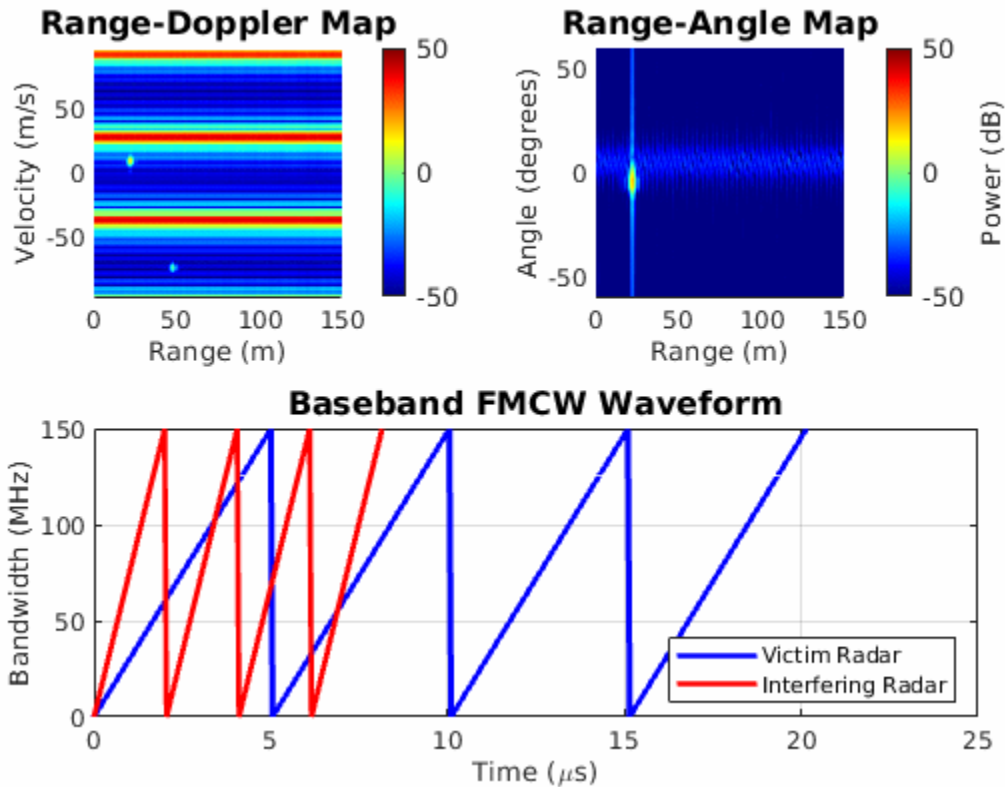 Range-Doppler Map
Range-Angle Map
50
0
-50
Velocity (m/s)
50
0
-50
0
50
100
150
Range (m)
Angle (degrees)
50
0
-50
0
50
100
150
Range (m)
50
0
-50
Power (dB)
Baseband FMCW Waveform
Bandwidth (MHz)
150
100
50
0
0
5
10
15
20
25
Time (μs)
Victim Radar
Interfering Radar